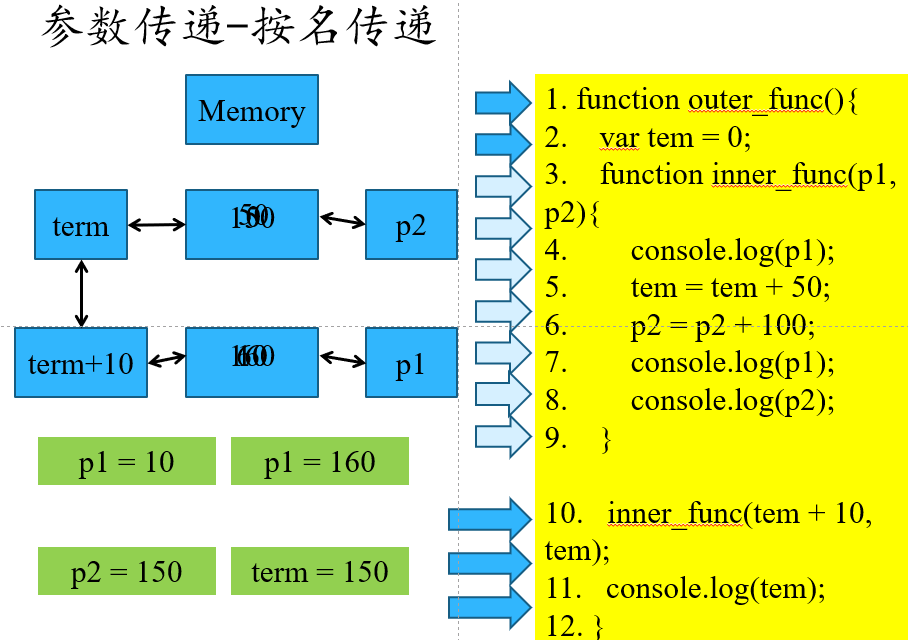 参数传递-按名传递
Memory
term
p2
term+10
p1
p1 = 10
p1 = 160
p2 = 150
term = 150
1. function outer_func(){
2. var tem = 0;
3. function inner_func(p1,
p2){
4. console.log(p1);
5. tem = tem + 50;
6. p2 = p2 + 100;
7. console.log(p1);
8. console.log(p2);
9. }
10. inner_func(tem + 10,
tem);
11. console.log(tem);
12. }